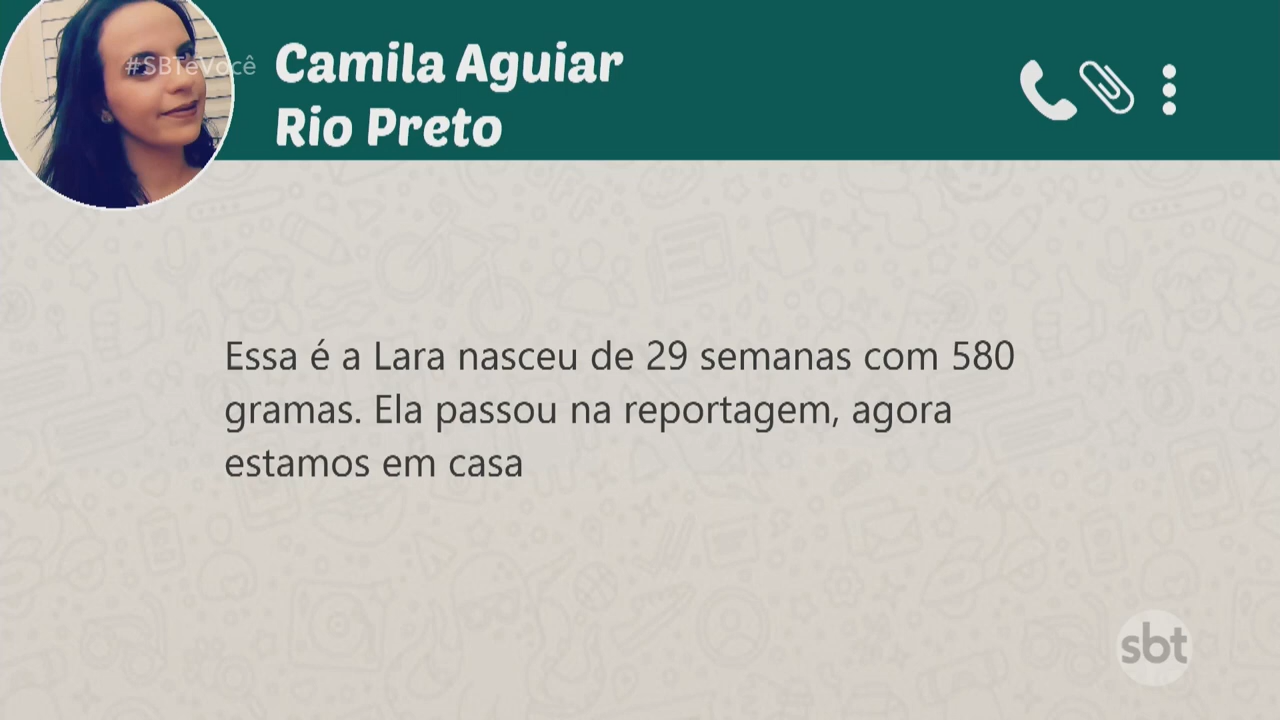 #SBTeVocê
Camila Aguiar
Rio Preto
Essa é a Lara nasceu de 29 semanas com 580
gramas. Ela passou na reportagem, agora
estamos em casa
sbt